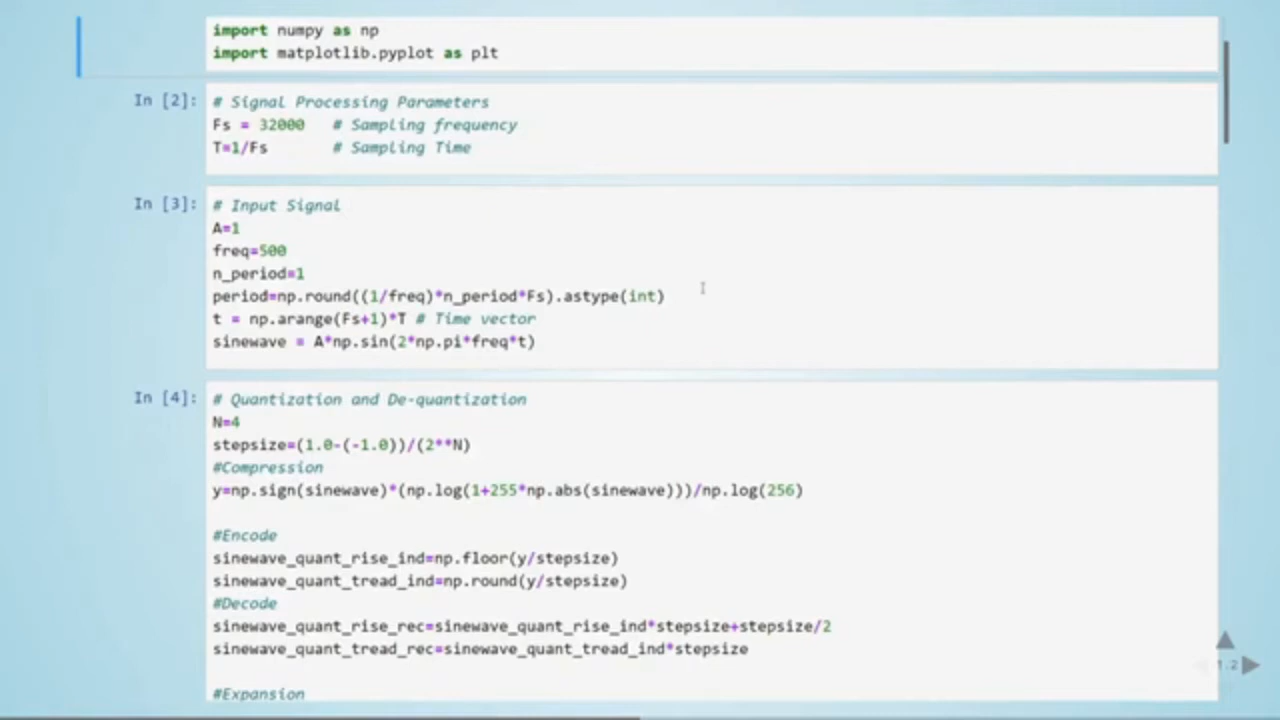 import numpy as np
import matplotlib.pyplot as plt
In [2]:
# Signal Processing Parameters
Fs = 32000   # Sampling frequency
T=1/Fs       # Sampling Time
In [3]:
# Input Signal
A=1
freq=500
n_period=1
period=np.round((1/freq)*n_period*Fs).astype(int)
t = np.arange(Fs+1)*T # Time vector
sinewave = A*np.sin(2*np.pi*freq*t)
In [4]:
# Quantization and De-quantization
N=4
stepsize=(1.0-(-1.0))/(2**N)
#Compression
y=np.sign(sinewave)*(np.log(1+255*np.abs(sinewave)))/np.log(256)
#Encode
sinewave_quant_rise_ind=np.floor(y/stepsize)
sinewave_quant_tread_ind=np.round(y/stepsize)
#Decode
sinewave_quant_rise_rec=sinewave_quant_rise_ind*stepsize+stepsize/2
sinewave_quant_tread_rec=sinewave_quant_tread_ind*stepsize
#Expansion
1.2